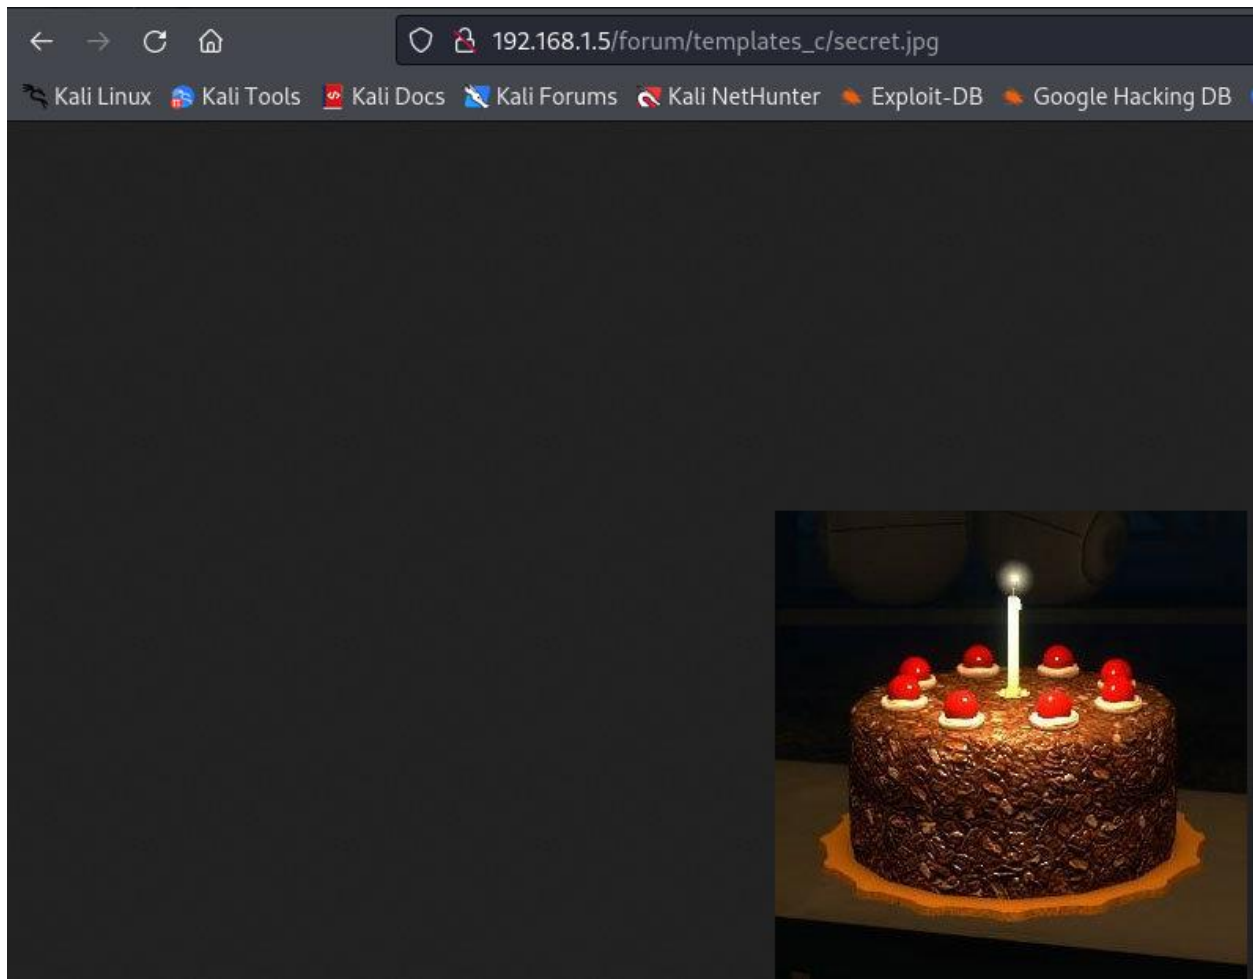 192.168.1.5/forum/templates_c/secret.jpg
Kali Linux Kali Tools Kali Docs Kali Forums Kali NetHunter Exploit-DB Google Hacking DB